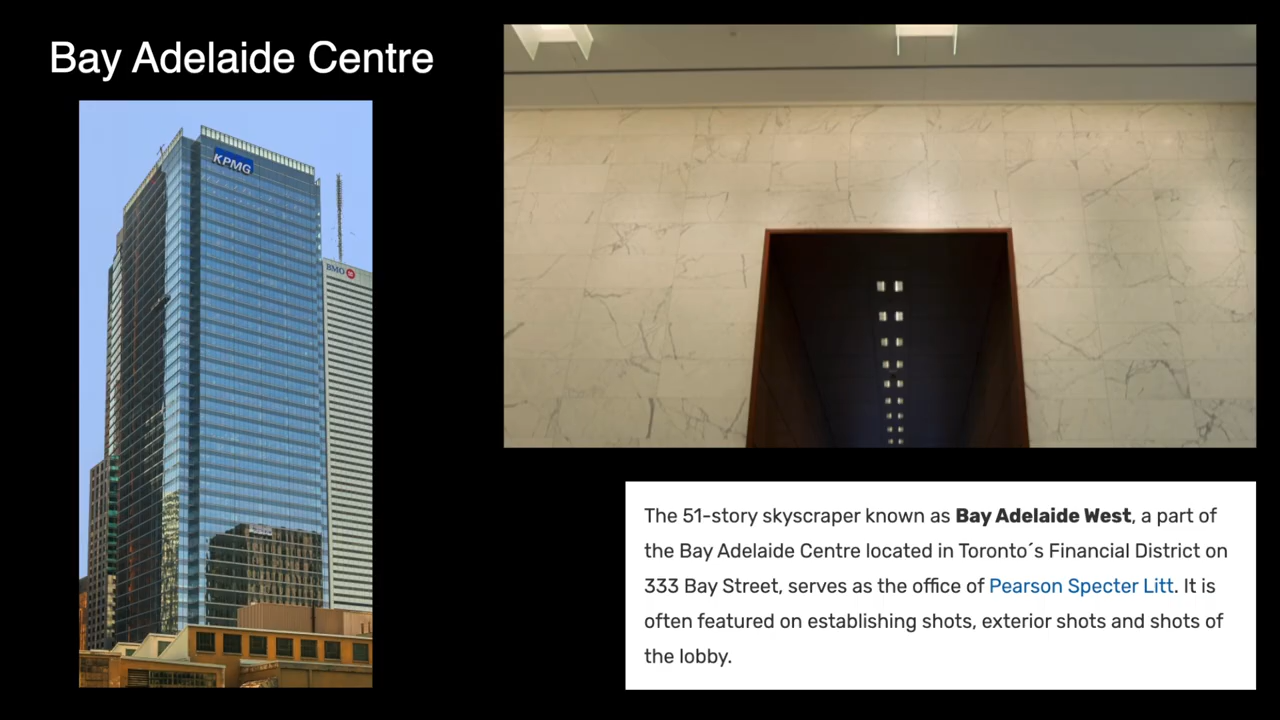 Bay Adelaide Centre
KPMG
BMO
The 51-story skyscraper known as Bay Adelaide West, a part of
the Bay Adelaide Centre located in Toronto´s Financial District on
333 Bay Street, serves as the office of Pearson Specter Litt. It is
often featured on establishing shots, exterior shots and shots of
the lobby.